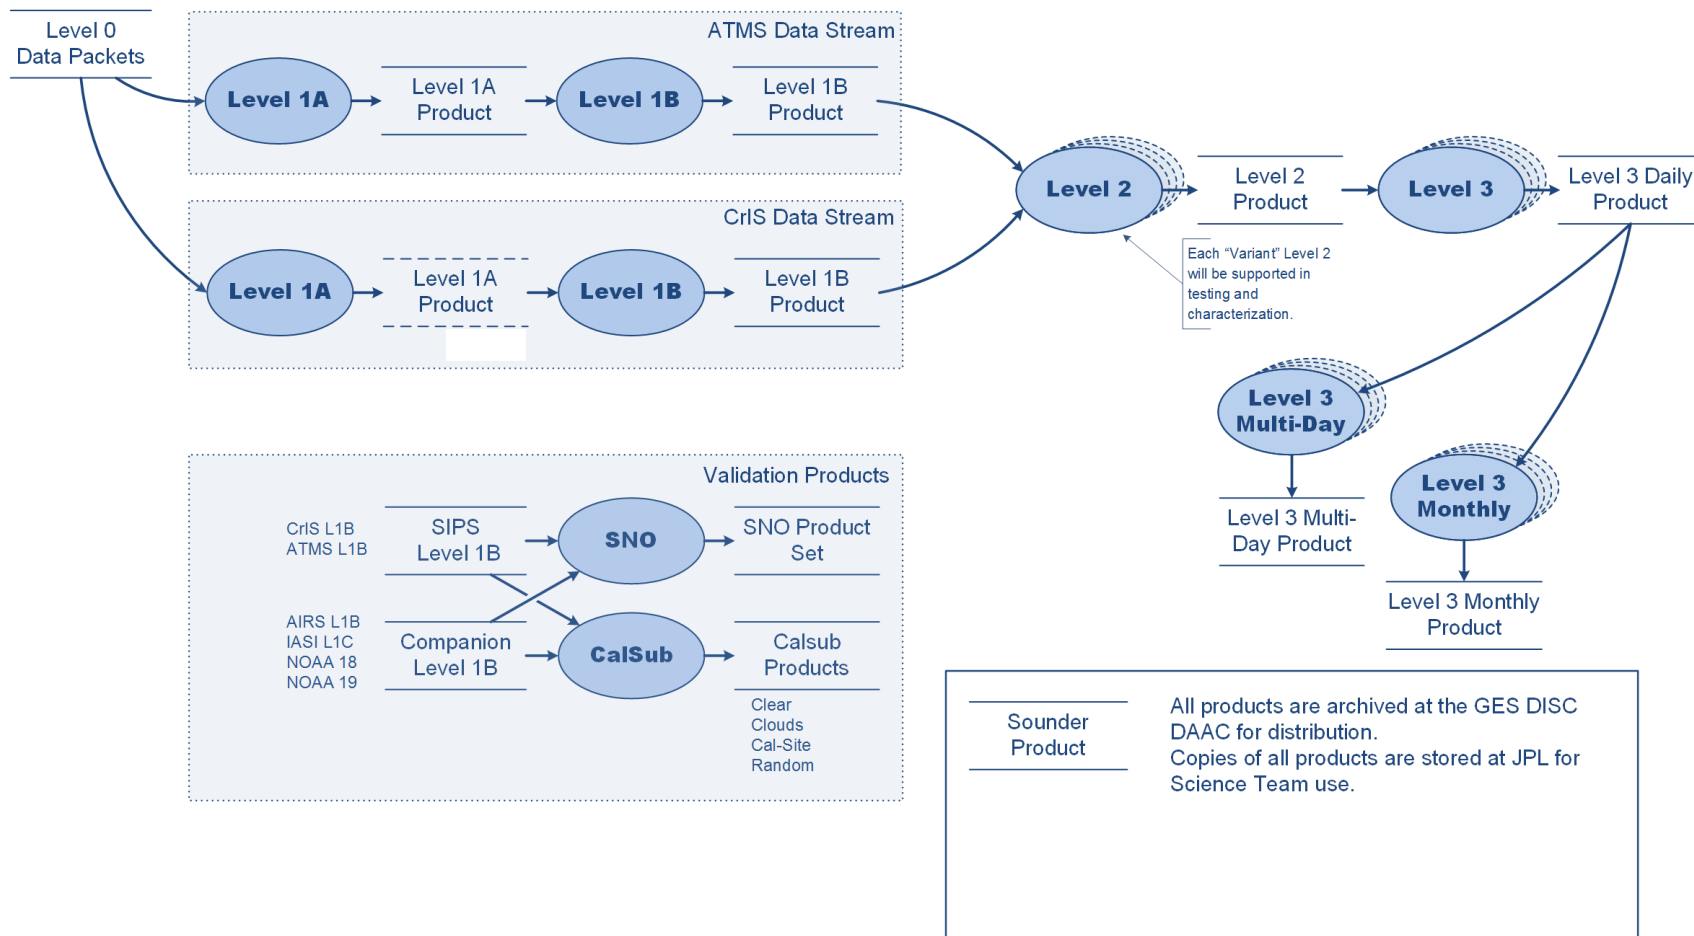 Level 0
Data Packets
ATMS Data Stream
Level 1A
Level 1A
Product
Level 1B
Level 1B
Product
CrIS Data Stream
Level 1A
Level 1A
Product
Level 1B
Level 1B
Product
Level 2
Level 2
Product
Level 3
Level 3 Daily
Product
Each “Variant” Level 2
will be supported in
testing and
characterization.
Level 3
Multi-Day
Level 3 Multi-
Day Product
Level 3
Monthly
Level 3 Monthly
Product
Validation Products
CrIS L1B
ATMS L1B
SIPS
Level 1B
SNO
SNO Product
Set
AIRS L1B
IASI L1C
NOAA 18
NOAA 19
Companion
Level 1B
CalSub
Calsub
Products
Clear
Clouds
Cal-Site
Random
Sounder
Product
All products are archived at the GES DISC
DAAC for distribution.
Copies of all products are stored at JPL for
Science Team use.